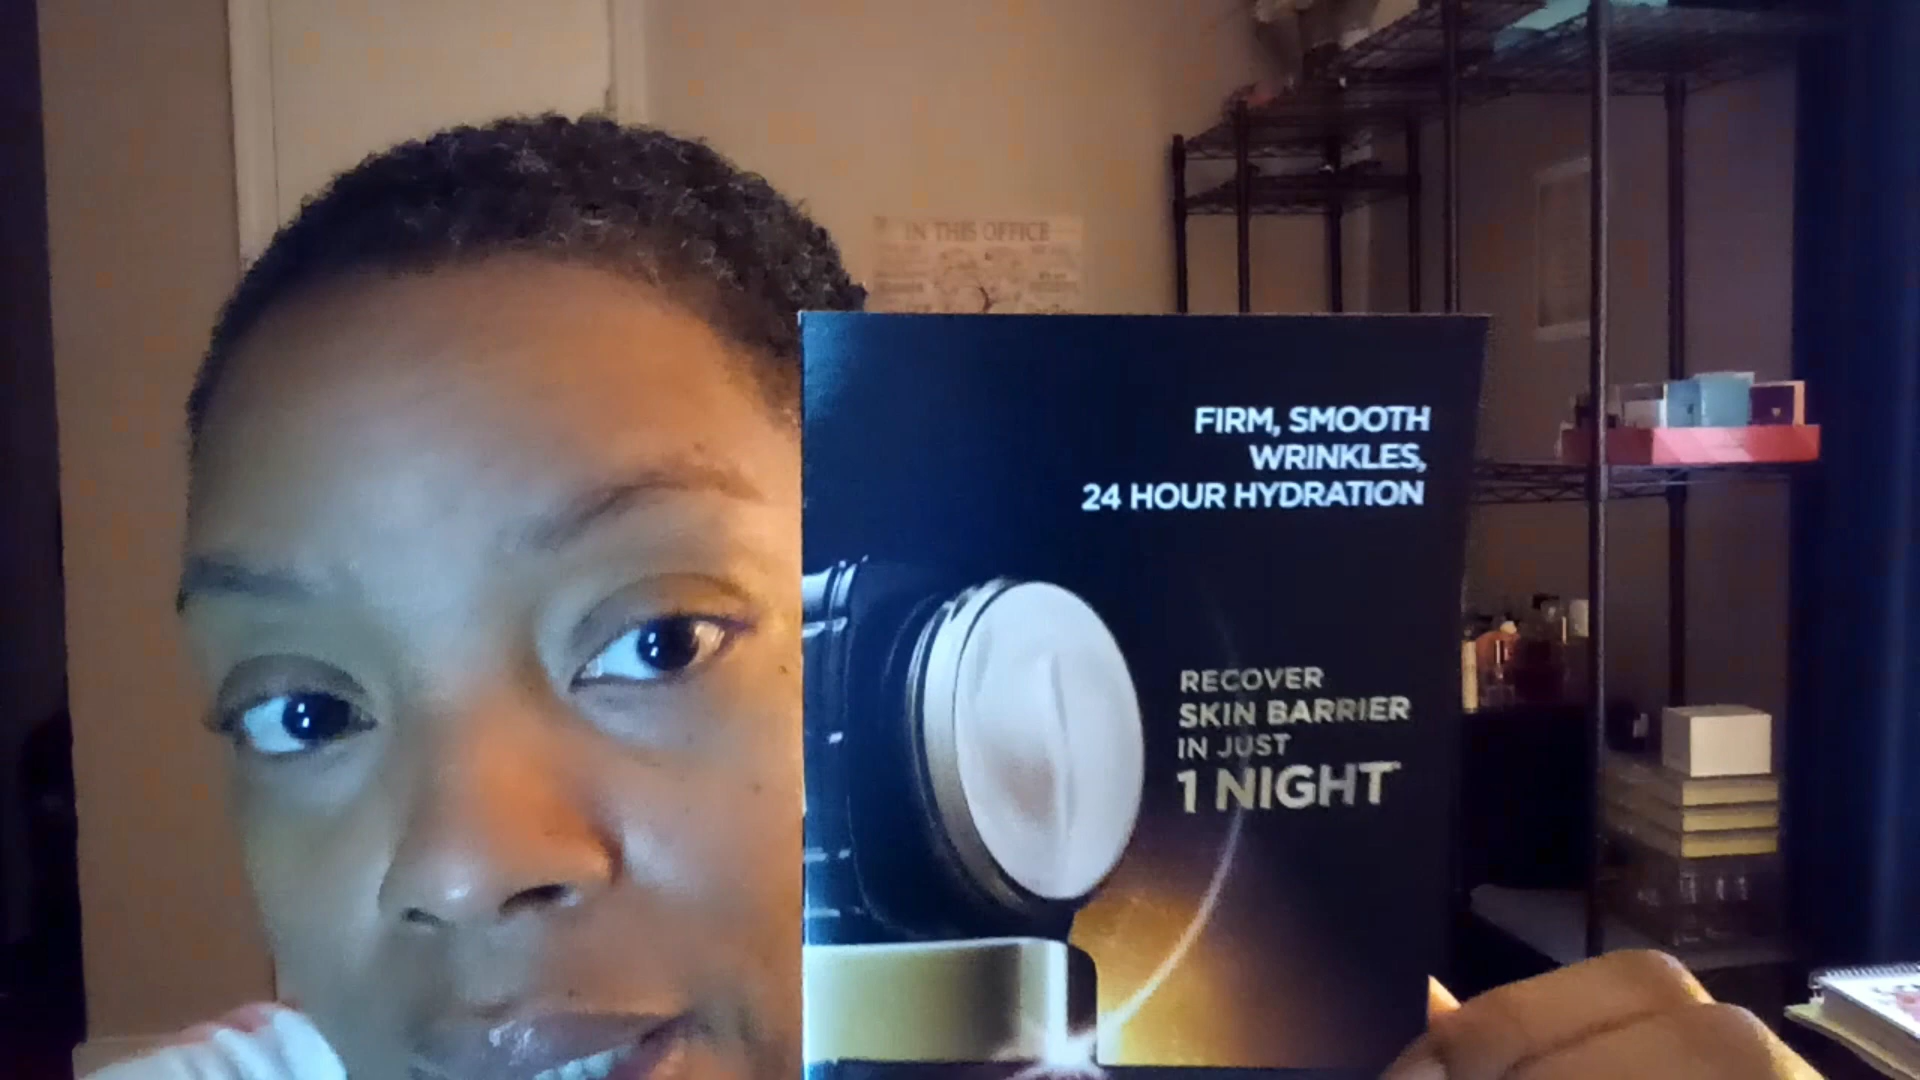 IN THIS OFFICE
FIRM, SMOOTH
WRINKLES,
24 HOUR HYDRATION
RECOVER
SKIN BARRIER
IN JUST
1 NIGHT*